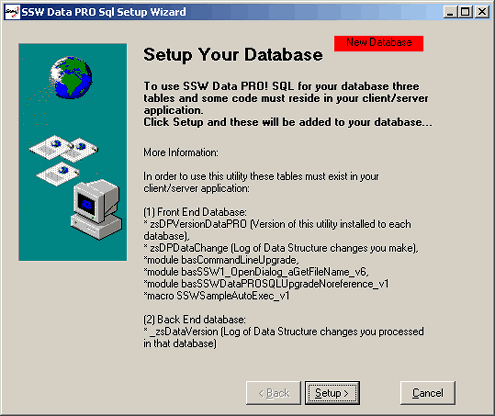 SSW Data PRO Sql Setup Wizard
Setup Your Database
New Database
To use SSW Data PRO! SQL for your database three
tables and some code must reside in your client/server
application.
Click Setup and these will be added to your database...
More Information:
In order to use this utility these tables must exist in your
client/server application:
(1) Front End Database:
* zsDPVersionDataPRO (Version of this utility installed to each
database),
* zsDPDataChange (Log of Data Structure changes you make),
*module basCommandLineUpgrade,
*module basSSW1_OpenDialog_aGetFileName_v6,
*module basSSWDataPROSQLUpgradeNoreference_v1
*macro SSWSampleAutoExec_v1
(2) Back End database:
* _zsDataVersion (Log of Data Structure changes you processed
in that database)
< Back
Setup >
Cancel